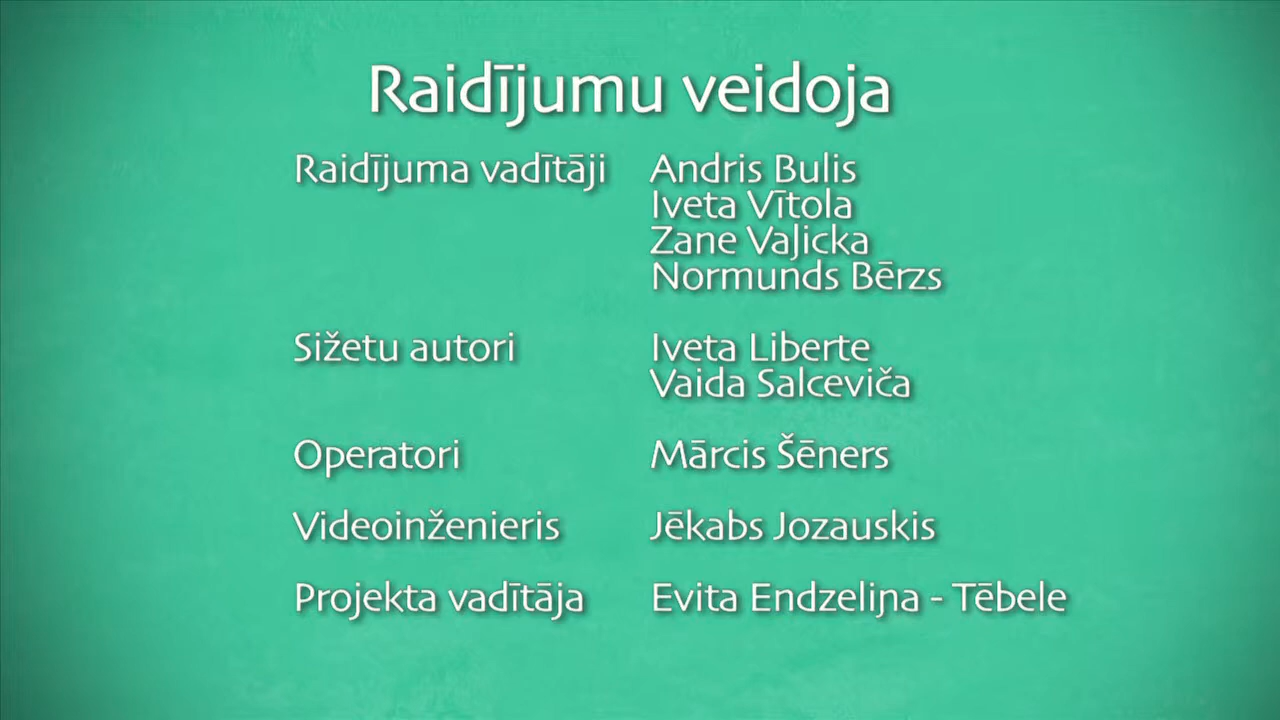 Raidījumu veidoja
Raidījuma vadītāji Andris Bulis
Iveta Vītola
Zane Vaļicka
Normunds Bērzs
Sižetu autori Iveta Liberte
Vaida Salceviča
Operatori Mārcis Šēners
Videoinženieris Jēkabs Jozauskis
Projekta vadītāja Evita Endzeliņa - Tēbele